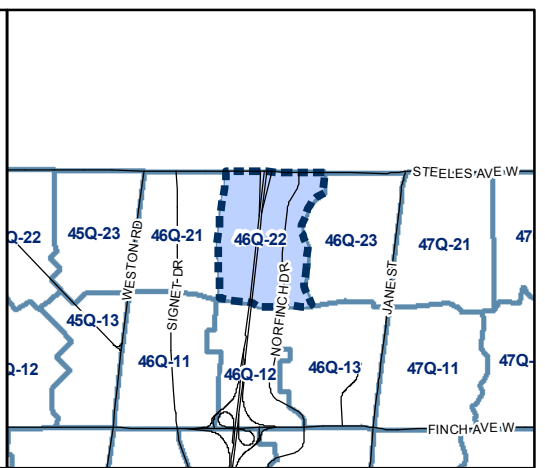 STEELES AVE W
Q-22
45Q-23
WESTON RD
46Q-21
SIGNET DR
46Q-22
NORFINCH DR
46Q-23
JANE ST
47Q-21
47
45Q-13
Q-12
46Q-11
46Q-12
46Q-13
47Q-11
47Q-
FINCH AVE W